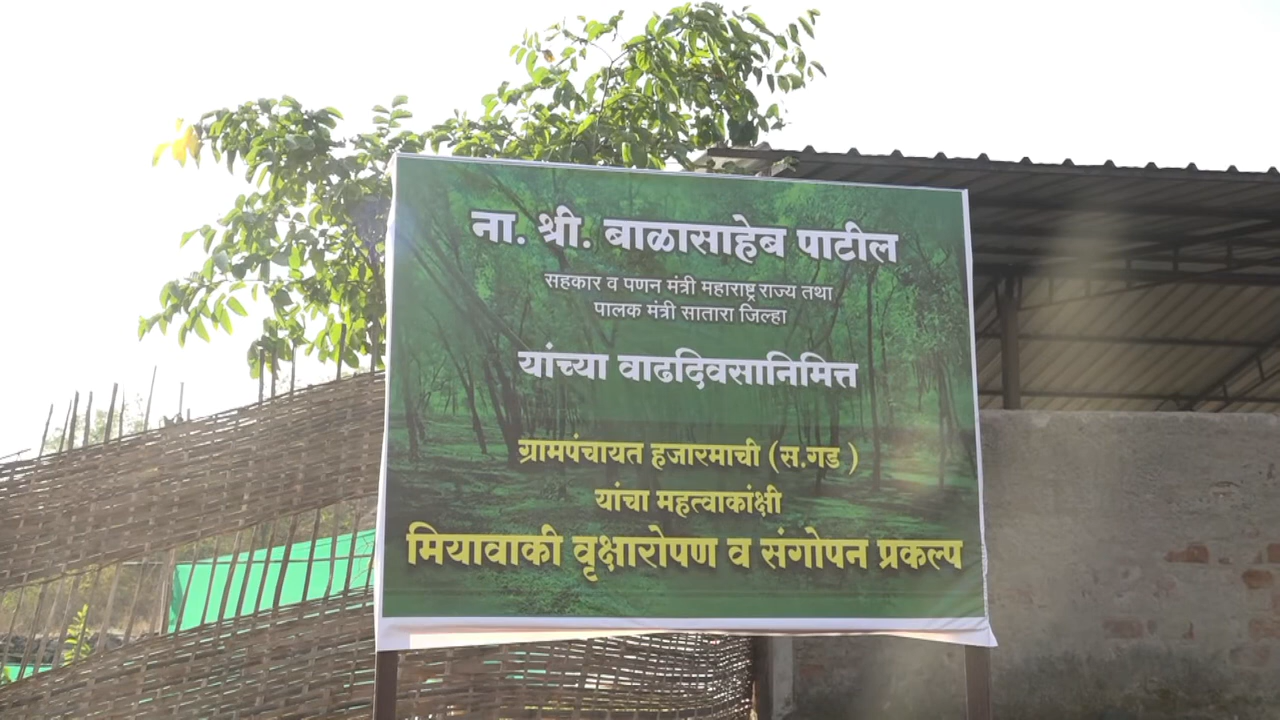 ना. श्री. बाळासाहेब पाटील
सहकार व पणन मंत्री महाराष्ट्र राज्य तथा
पालक मंत्री सातारा जिल्हा
यांच्या वाढदिवसानिमित्त
ग्रामपंचायत हजारमाची (स.गड )
यांचा महत्वाकांक्षी
मियावाकी वृक्षारोपण व संगोपन प्रकल्प